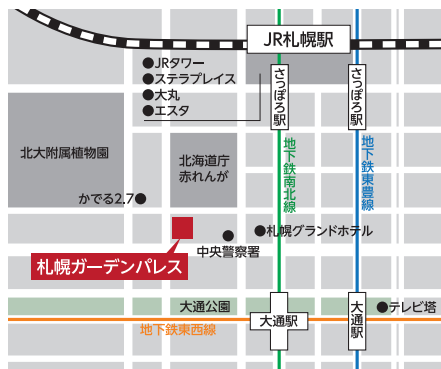 JR札幌駅
●JRタワー
●ステラプレイス
●大丸
●エスタ
さっぽろ駅
さっぽろ駅
北大附属植物園
北海道庁
赤れんが
地下鉄南北線
地下鉄東豊線
かでる2.7●
●札幌グランドホテル
中央警察署
札幌ガーデンパレス
大通公園
大通駅
大通駅
●テレビ塔
地下鉄東西線